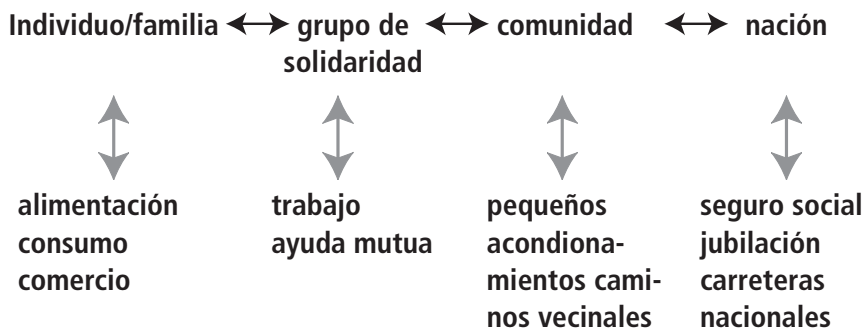 Individuo/familia grupo de solidaridad comunidad nación
alimentación
consumo
comercio
trabajo
ayuda mutua
pequeños
acondiona-
mientos cami-
nos vecinales
seguro social
jubilación
carreteras
nacionales